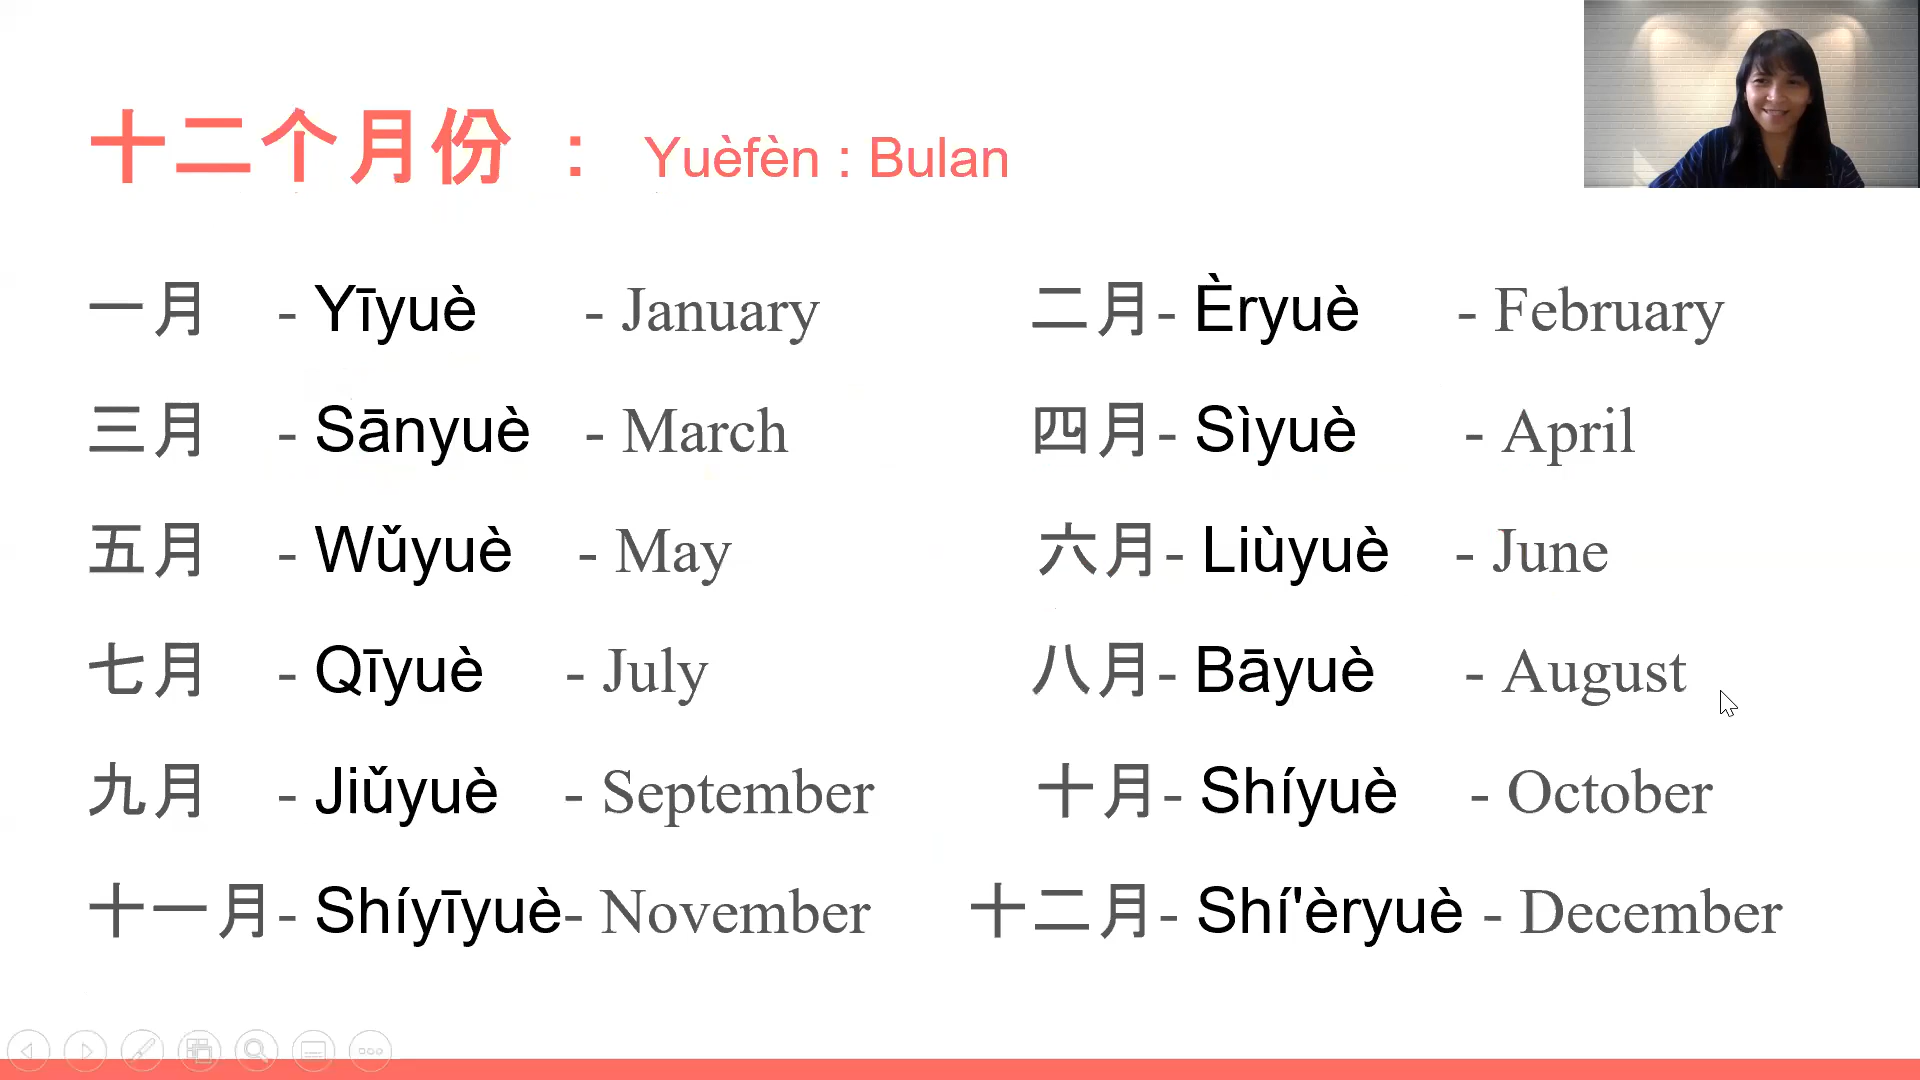 十二个月份 ： Yuèfèn : Bulan
一月 - Yīyuè - January 二月- Èryuè - February
三月 - Sānyuè - March 四月- Sìyuè - April
五月 - Wǔyuè - May 六月- Liùyuè - June
七月 - Qīyuè - July 八月- Bāyuè - August
九月 - Jiǔyuè - September 十月- Shíyuè - October
十一月- Shíyīyuè- November 十二月- Shí'èryuè - December